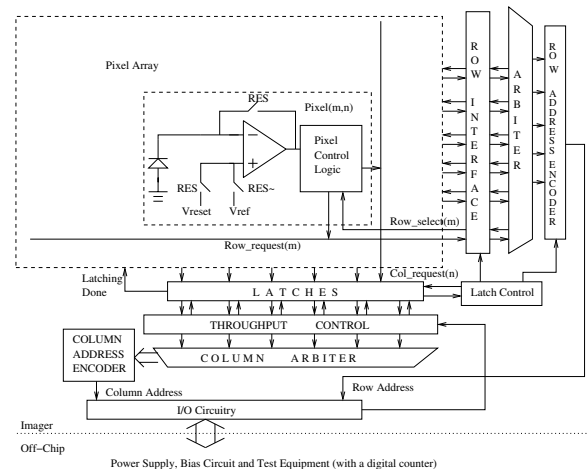 Pixel Array
RES
Pixel(m,n)
−
+
Pixel
Control
Logic
RES
RES~
Vreset
Vref
Row_select(m)
Row_request(m)
ROW INTERFACE
ARBITER
ROW ADDRESS ENCODER
Latching
Done
Col_request(n)
LATCHES
Latch Control
THROUGHPUT CONTROL
COLUMN
ADDRESS
ENCODER
COLUMN ARBITER
Column Address
Row Address
I/O Circuitry
Imager
Off−Chip
Power Supply, Bias Circuit and Test Equipment (with a digital counter)